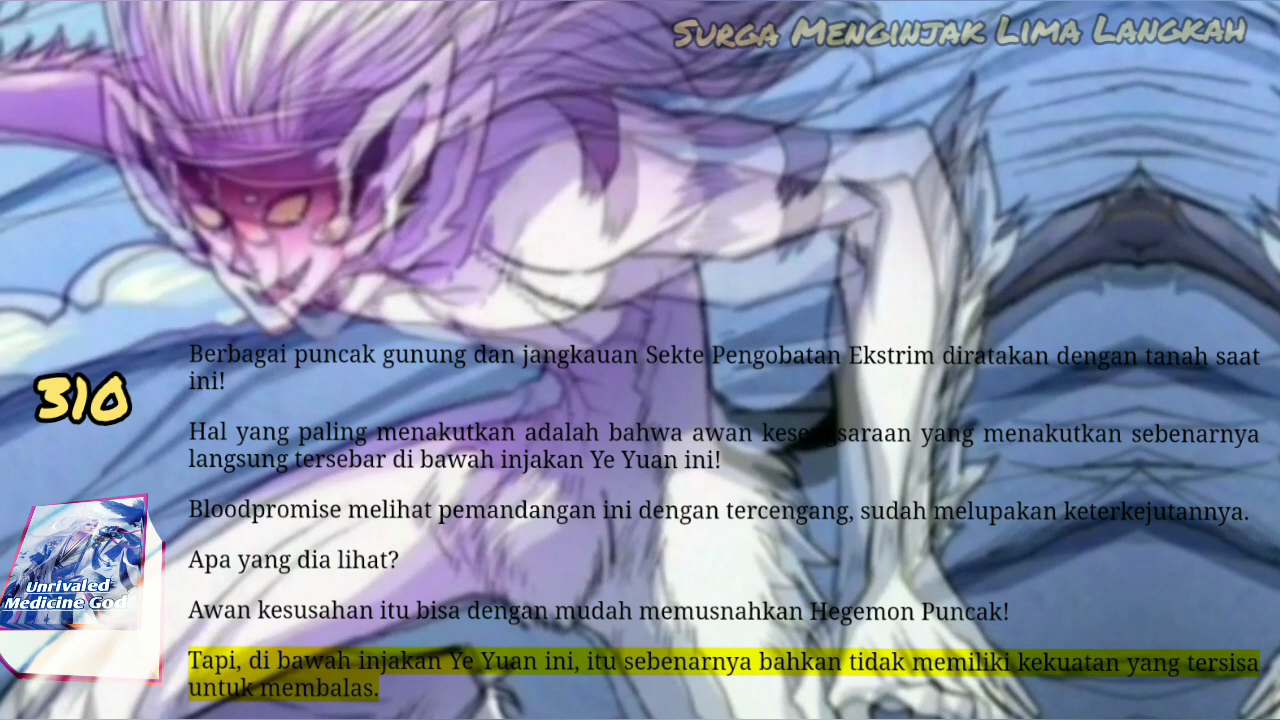 Surga Menginjak Lima Langkah
Berbagai puncak gunung dan jangkauan Sekte Pengobatan Ekstrim diratakan dengan tanah saat
ini!
310
Hal yang paling menakutkan adalah bahwa awan kesengsaraan yang menakutkan sebenarnya
langsung tersebar di bawah injakan Ye Yuan ini!
Bloodpromise melihat pemandangan ini dengan tercengang, sudah melupakan keterkejutannya.
Apa yang dia lihat?
Unrivaled
Medicine God
Awan kesusahan itu bisa dengan mudah memusnahkan Hegemon Puncak!
Tapi, di bawah injakan Ye Yuan ini, itu sebenarnya bahkan tidak memiliki kekuatan yang tersisa
untuk membalas.